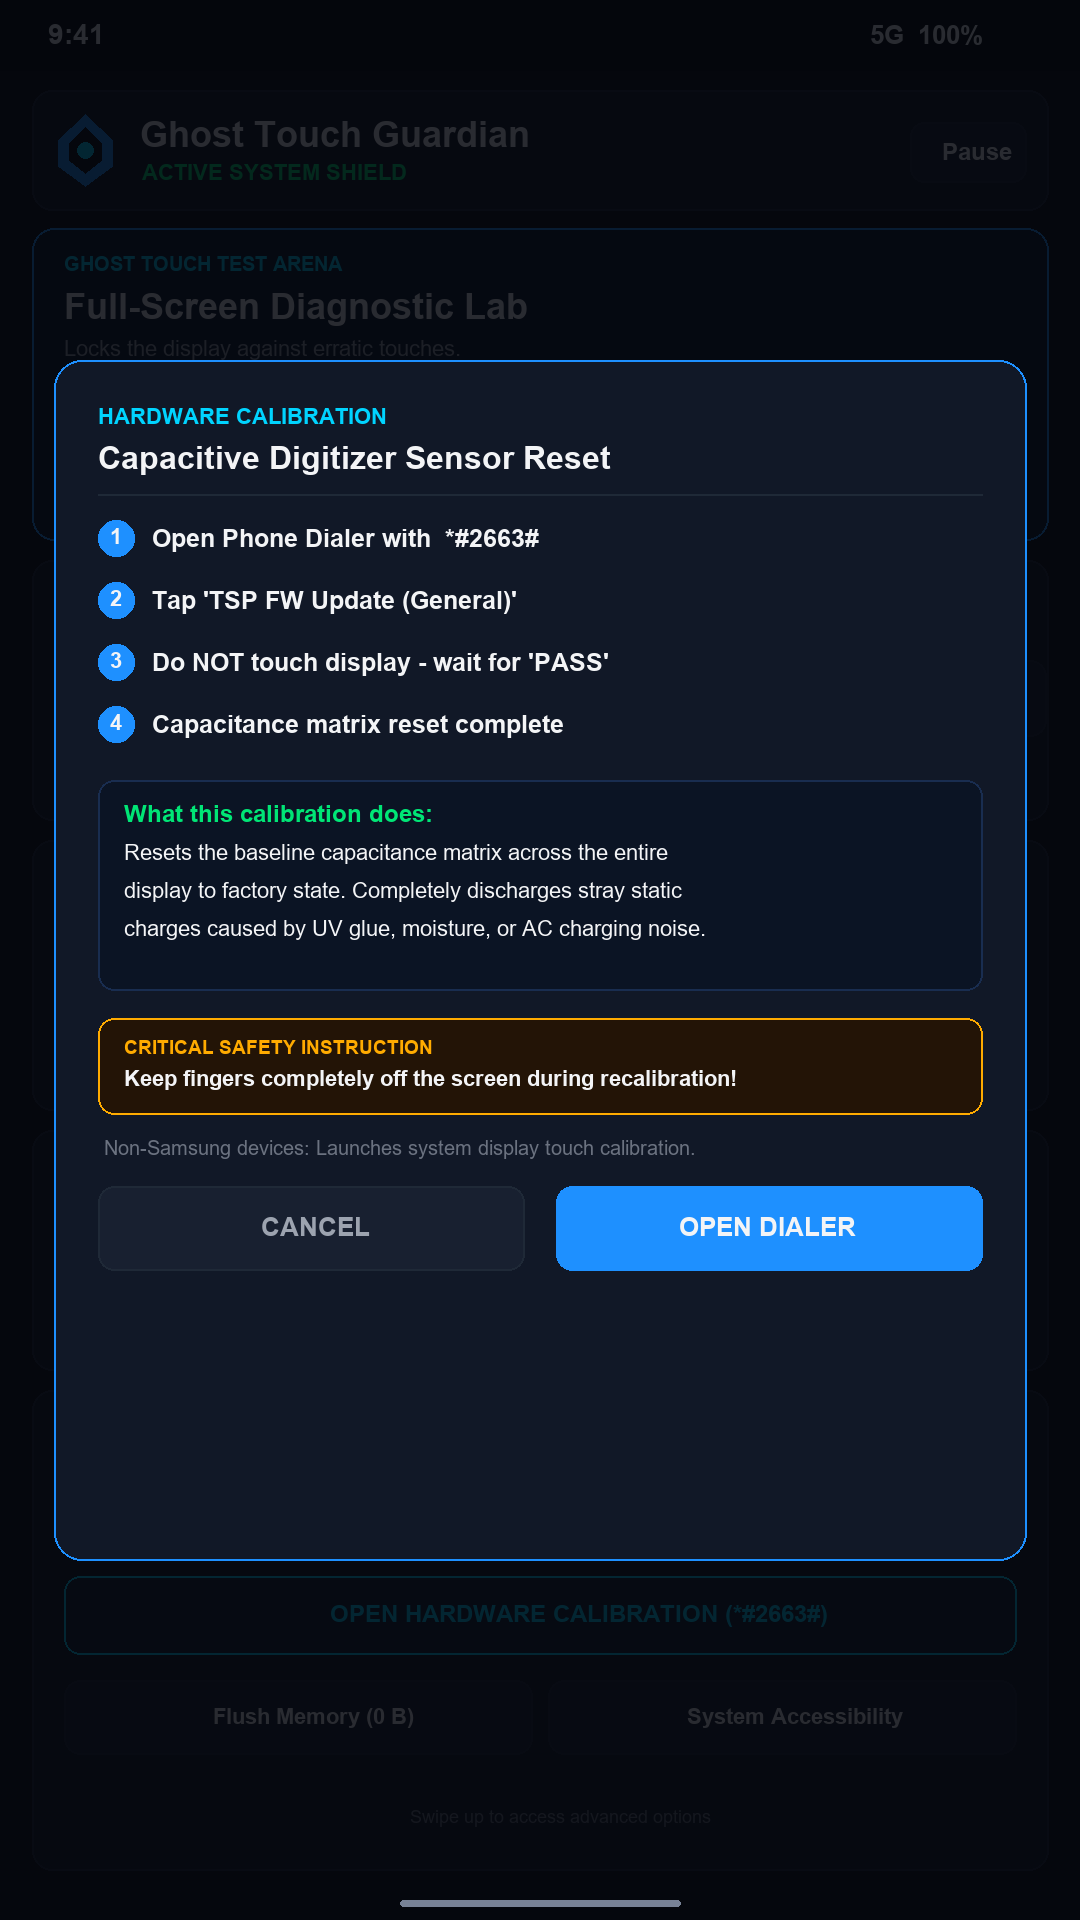 9:41
5G 100%
Ghost Touch Guardian
ACTIVE SYSTEM SHIELD
Pause
GHOST TOUCH TEST ARENA
Full-Screen Diagnostic Lab
Locks the display against erratic touches.
HARDWARE CALIBRATION
Capacitive Digitizer Sensor Reset
1 Open Phone Dialer with *#2663#
2 Tap 'TSP FW Update (General)'
3 Do NOT touch display - wait for 'PASS'
4 Capacitance matrix reset complete
What this calibration does:
Resets the baseline capacitance matrix across the entire
display to factory state. Completely discharges stray static
charges caused by UV glue, moisture, or AC charging noise.
CRITICAL SAFETY INSTRUCTION
Keep fingers completely off the screen during recalibration!
Non-Samsung devices: Launches system display touch calibration.
CANCEL
OPEN DIALER
OPEN HARDWARE CALIBRATION (*#2663#)
Flush Memory (0 B)
System Accessibility
Swipe up to access advanced options